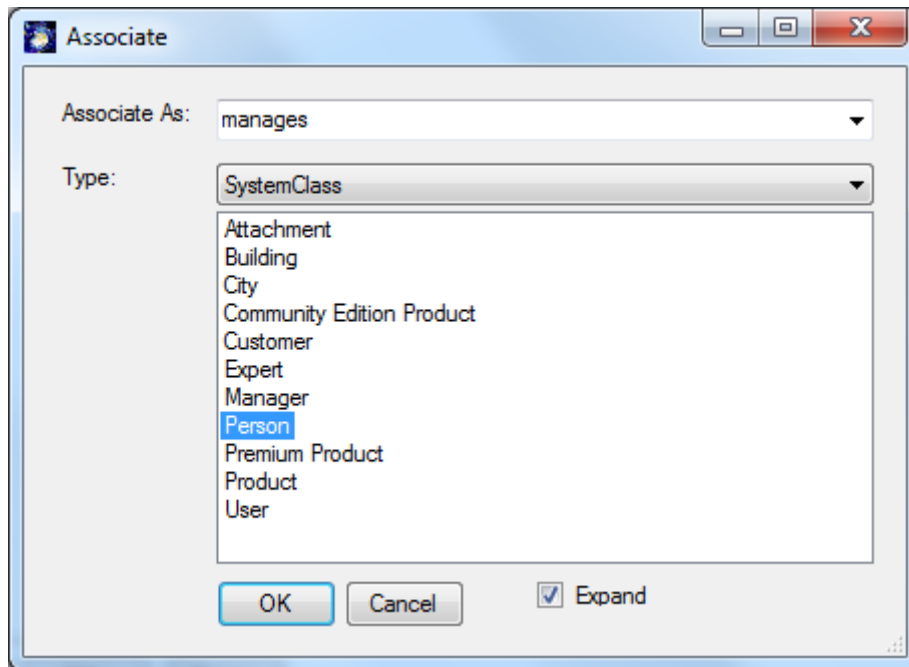 Associate
Associate As: manages
Type: SystemClass
Attachment
Building
City
Community Edition Product
Customer
Expert
Manager
Person
Premium Product
Product
User
OK Cancel Expand